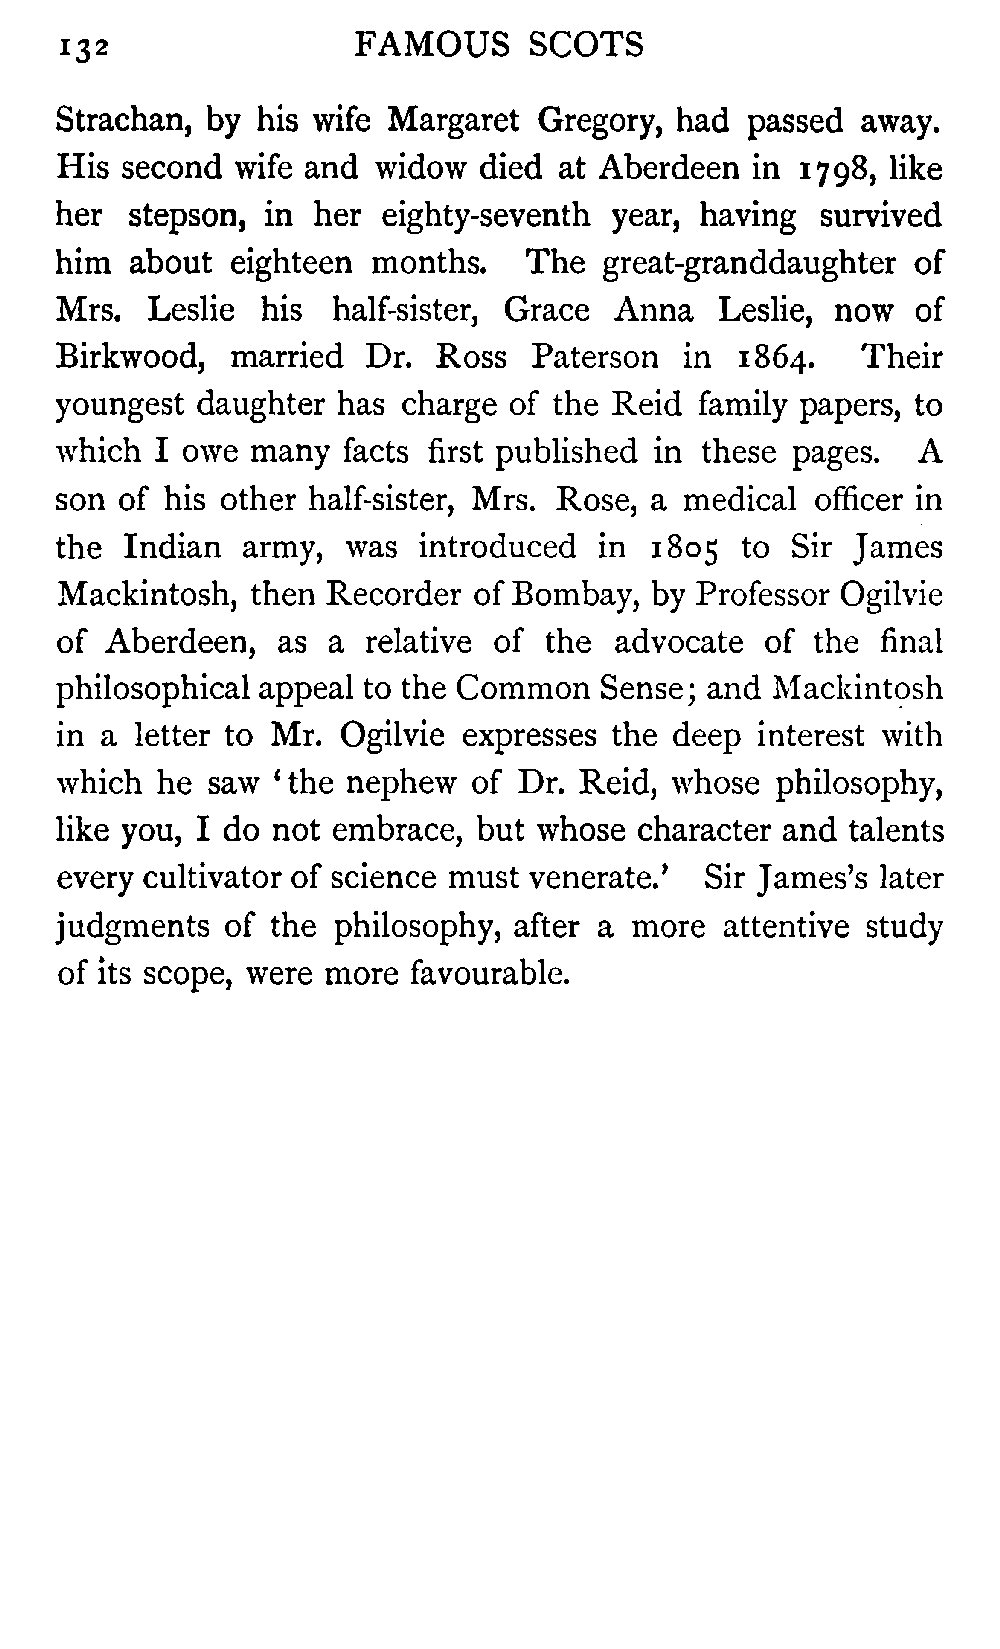 132 FAMOUS SCOTS
Strachan, by his wife Margaret Gregory, had passed away.
His second wife and widow died at Aberdeen in 1798, like
her stepson, in her eighty-seventh year, having survived
him about eighteen months. The great-granddaughter of
Mrs. Leslie his half-sister, Grace Anna Leslie, now of
Birkwood, married Dr. Ross Paterson in 1864. Their
youngest daughter has charge of the Reid family papers, to
which I owe many facts first published in these pages. A
son of his other half-sister, Mrs. Rose, a medical officer in
the Indian army, was introduced in 1805 to Sir James
Mackintosh, then Recorder of Bombay, by Professor Ogilvie
of Aberdeen, as a relative of the advocate of the final
philosophical appeal to the Common Sense; and Mackintosh
in a letter to Mr. Ogilvie expresses the deep interest with
which he saw ‘the nephew of Dr. Reid, whose philosophy,
like you, I do not embrace, but whose character and talents
every cultivator of science must venerate.’ Sir James's later
judgments of the philosophy, after a more attentive study
of its scope, were more favourable.